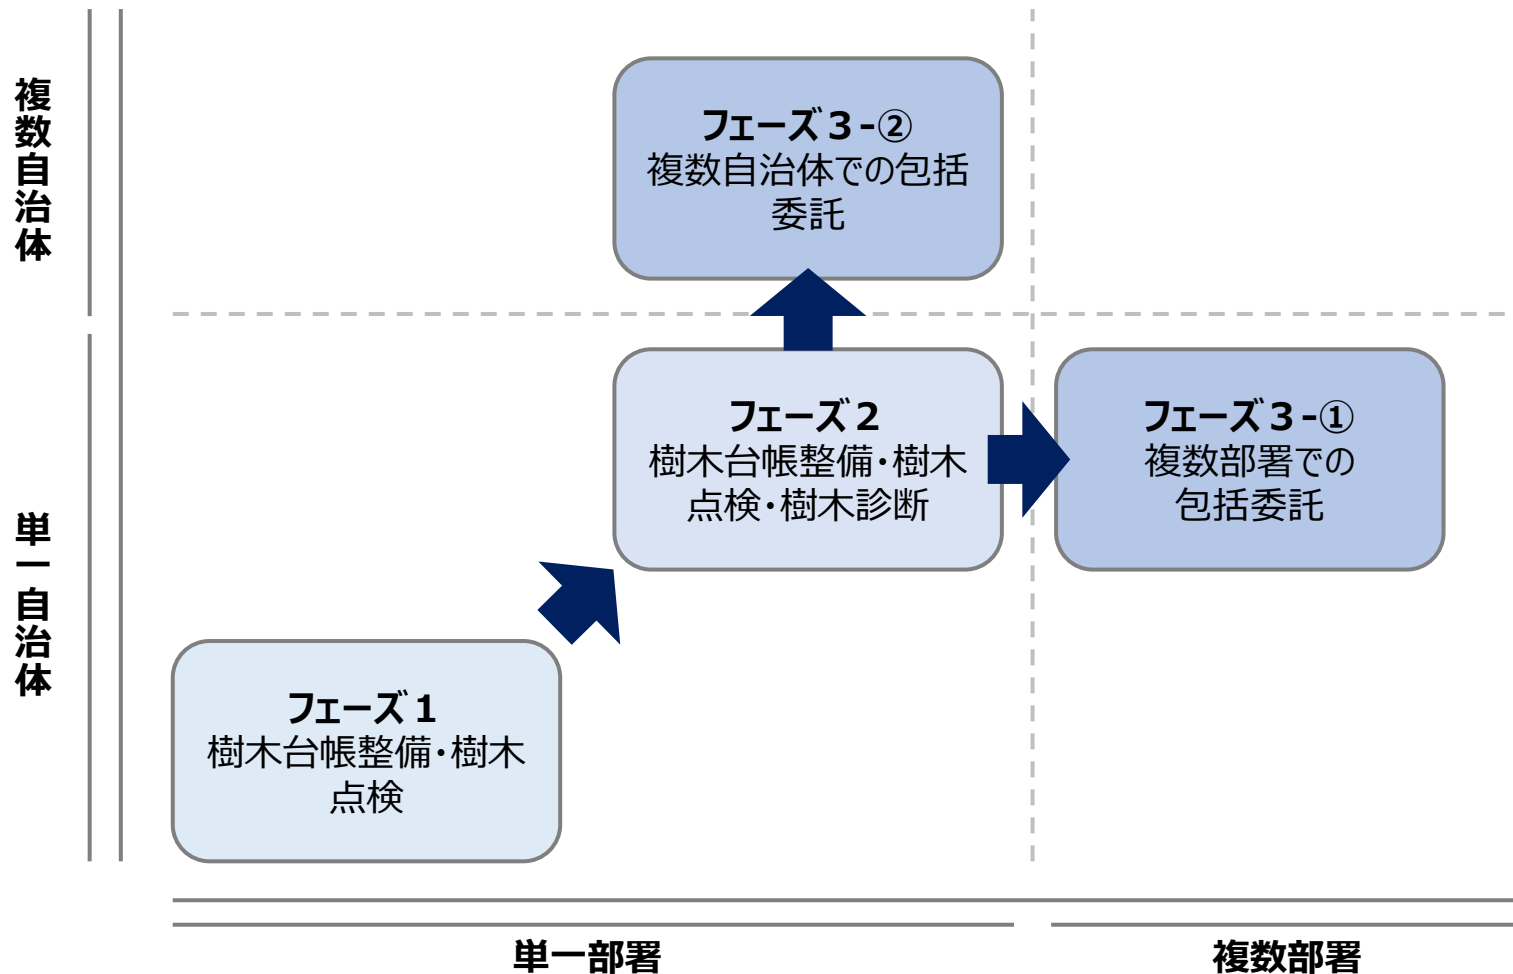 複数自治体
フェーズ３-②
複数自治体での包括
委託
単一自治体
フェーズ２
樹木台帳整備・樹木
点検・樹木診断
フェーズ３-①
複数部署での
包括委託
フェーズ１
樹木台帳整備・樹木
点検
単一部署
複数部署